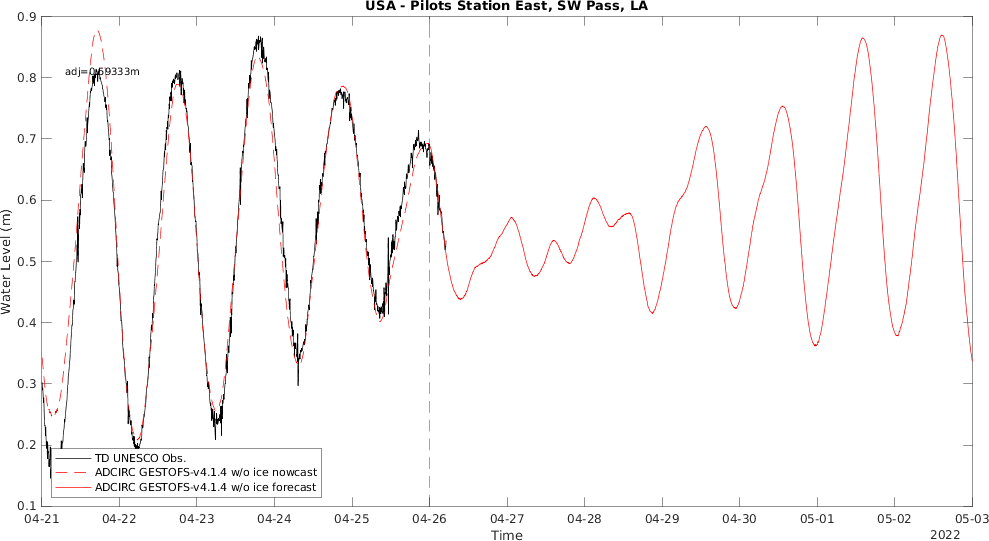 USA - Pilots Station East, SW Pass, LA
0.9
0.8
0.7
0.6
0.5
0.4
0.3
0.2
0.1
Water Level (m)
adj=0.59333m
TD UNESCO Obs.
ADCIRC GESTOFS-v4.1.4 w/o ice nowcast
ADCIRC GESTOFS-v4.1.4 w/o ice forecast
04-21 04-22 04-23 04-24 04-25 04-26 04-27 04-28 04-29 04-30 05-01 05-02 05-03
Time
2022